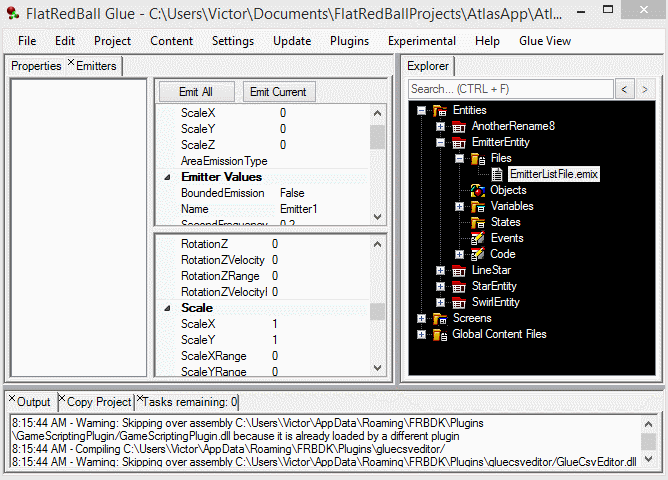 FlatRedBall Glue - C:\Users\Victor\Documents\FlatRedBallProjects\AtlasApp\Atl...
File Edit Project Content Settings Update Plugins Experimental Help Glue View
Properties Emitters
Emit All Emit Current
ScaleX 0
ScaleY 0
ScaleZ 0
AreaEmissionType
Emitter Values
BoundedEmission False
Name Emitter1
SecondFrequency 0.2
RotationZ 0
RotationZVelocity 0
RotationZRange 0
RotationZVelocityI 0
Scale
ScaleX 1
ScaleY 1
ScaleXRange 0
ScaleYRange 0
Explorer
Search... (CTRL + F) < >
Entities
AnotherRename8
EmitterEntity
Files
EmitterListFile.emix
Objects
Variables
States
Events
Code
LineStar
StarEntity
SwirlEntity
Screens
Global Content Files
Output Copy Project Tasks remaining: 0
8:15:44 AM - Warning: Skipping over assembly C:\Users\Victor\AppData\Roaming\FRBDK\Plugins
\GameScriptingPlugin/GameScriptingPlugin.dll because it is already loaded by a different plugin
8:15:44 AM - Compiling C:\Users\Victor\AppData\Roaming\FRBDK\Plugins\gluecsveditor/
8:15:44 AM - Warning: Skipping over assembly C:\Users\Victor\AppData\Roaming\FRBDK\Plugins\gluecsveditor/GlueCsvEditor.dll